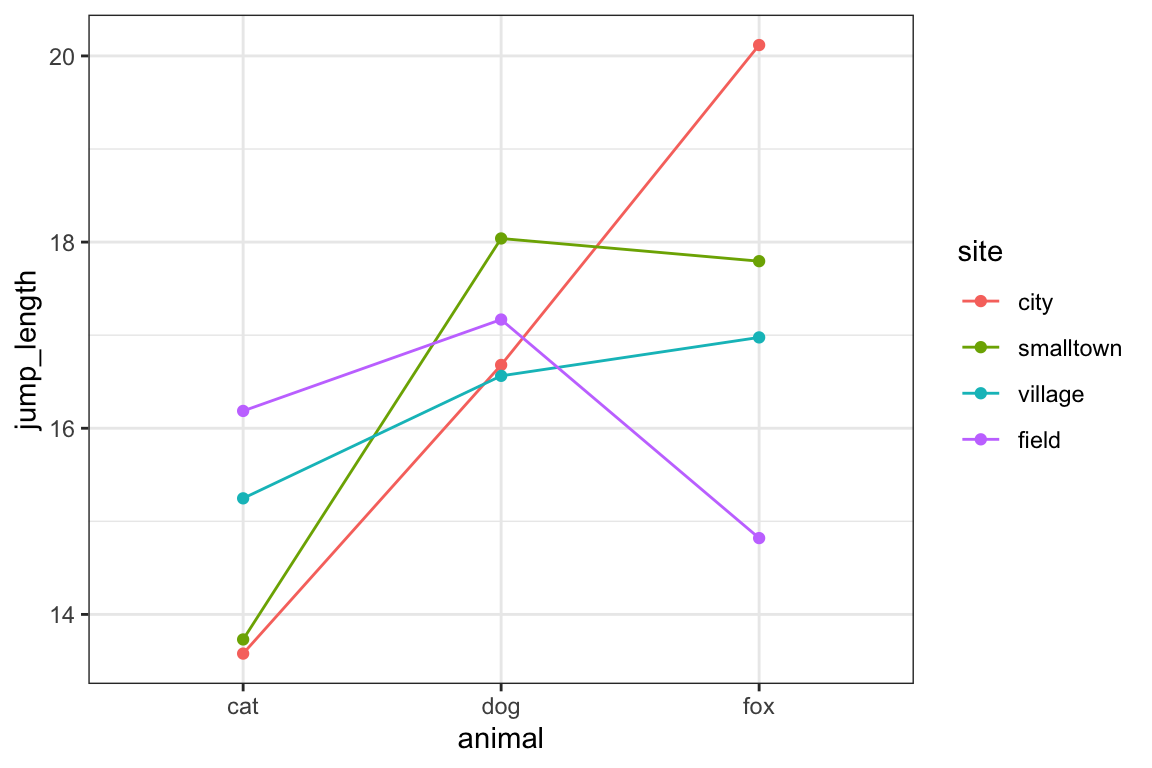 20
18
16
14
jump_length
cat dog fox
animal
site
city
smalltown
village
field